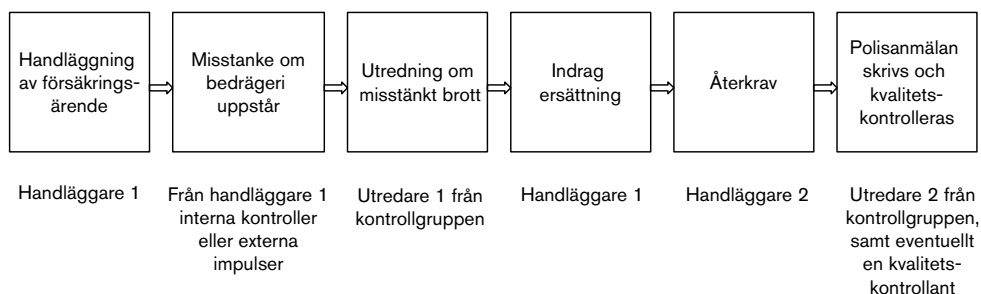 Handläggning
av försäkrings-
ärende
Misstanke om
bedrägeri
uppstår
Utredning om
misstänkt brott
Indrag
ersättning
Återkrav
Polisanmälan
skrivs och
kvalitets-
kontrolleras
Handläggare 1
Från handläggare 1
interna kontroller
eller externa
impulser
Utredare 1 från
kontrollgruppen
Handläggare 1
Handläggare 2
Utredare 2 från
kontrollgruppen,
samt eventuellt
en kvalitets-
kontrollant